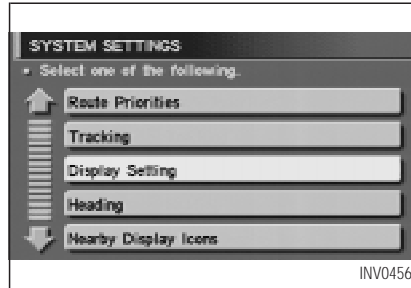 SYSTEM SETTINGS
Select one of the following.
Route Priorities
Tracking
Display Setting
Heading
Nearby Display Icons
INV0456